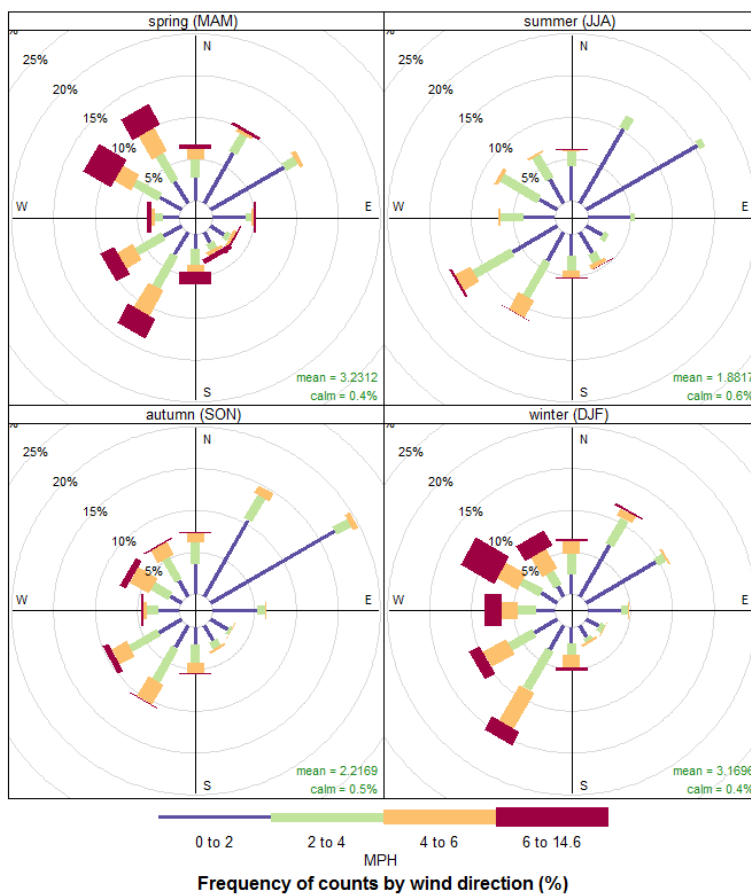 spring (MAM)
summer (JJA)
%
25%
20%
15%
10%
5%
N
W
E
S
mean = 3.2312
calm = 0.4%
%
25%
20%
15%
10%
5%
N
W
E
S
mean = 1.8817
calm = 0.6%
autumn (SON)
winter (DJF)
%
25%
20%
15%
10%
5%
N
W
E
S
mean = 2.2169
calm = 0.5%
%
25%
20%
15%
10%
5%
N
W
E
S
mean = 3.1696
calm = 0.4%
0 to 2
2 to 4
4 to 6
6 to 14.6
MPH
Frequency of counts by wind direction (%)